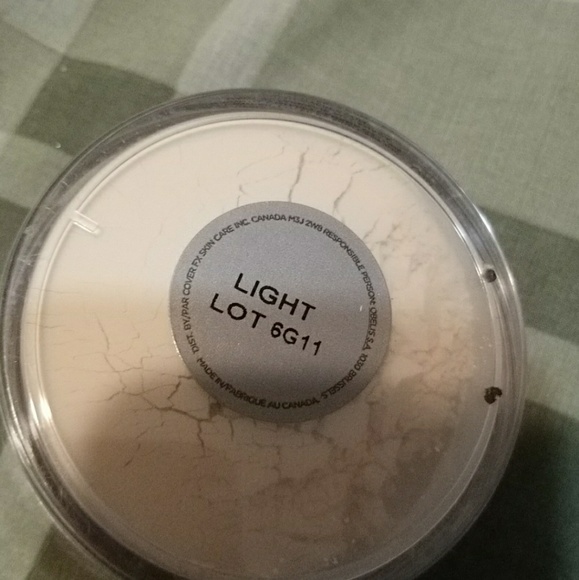 LIGHT
LOT 6G11
DIST. BY/PAR COVER FX SKIN CARE INC. CANADA M3J 2W8 RESPONSIBLE PERSON: OBELIS S.A. 1030 BRUSSELS
MADE IN/FABRIQUÉ AU CANADA.